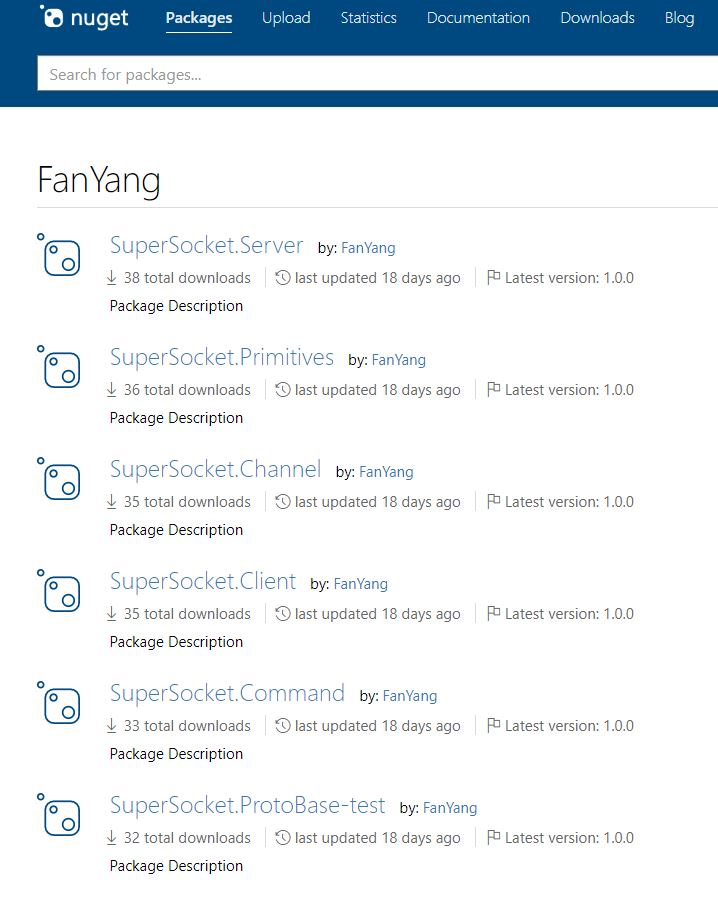 nuget Packages Upload Statistics Documentation Downloads Blog
Search for packages...
FanYang
SuperSocket.Server by: FanYang
38 total downloads last updated 18 days ago Latest version: 1.0.0
Package Description
SuperSocket.Primitives by: FanYang
36 total downloads last updated 18 days ago Latest version: 1.0.0
Package Description
SuperSocket.Channel by: FanYang
35 total downloads last updated 18 days ago Latest version: 1.0.0
Package Description
SuperSocket.Client by: FanYang
35 total downloads last updated 18 days ago Latest version: 1.0.0
Package Description
SuperSocket.Command by: FanYang
33 total downloads last updated 18 days ago Latest version: 1.0.0
Package Description
SuperSocket.ProtoBase-test by: FanYang
32 total downloads last updated 18 days ago Latest version: 1.0.0
Package Description